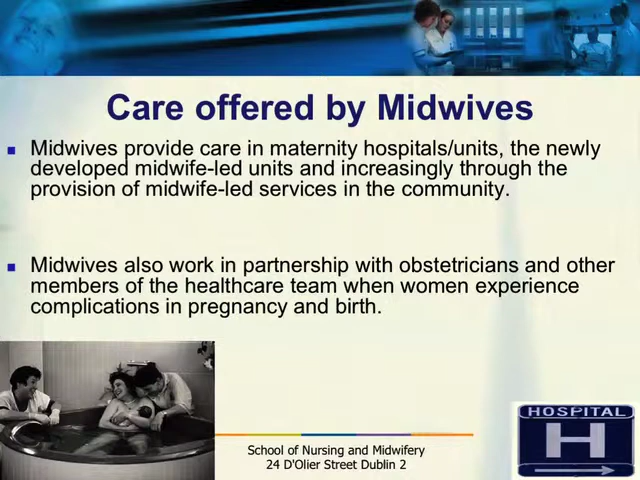 Care offered by Midwives
Midwives provide care in maternity hospitals/units, the newly
developed midwife-led units and increasingly through the
provision of midwife-led services in the community.
Midwives also work in partnership with obstetricians and other
members of the healthcare team when women experience
complications in pregnancy and birth.
HOSPITAL
H
School of Nursing and Midwifery
24 D'Olier Street Dublin 2